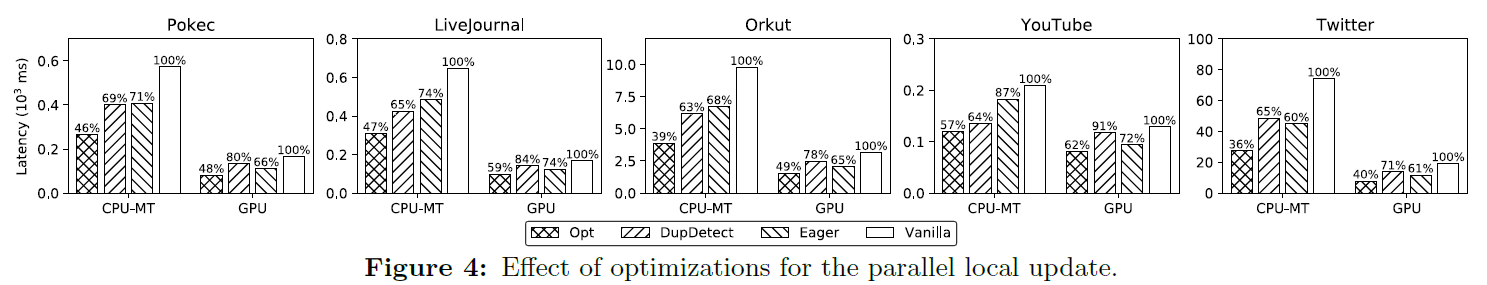 Pokec LiveJournal Orkut YouTube Twitter
Latency (10³ ms)
0.6
0.4
0.2
0.0
46% 69% 71% 100%
48% 80% 66% 100%
CPU-MT GPU
0.8
0.6
0.4
0.2
0.0
47% 65% 74% 100%
59% 84% 74% 100%
CPU-MT GPU
10.0
7.5
5.0
2.5
0.0
39% 63% 68% 100%
49% 78% 65% 100%
CPU-MT GPU
0.3
0.2
0.1
0.0
57% 64% 87% 100%
62% 91% 72% 100%
CPU-MT GPU
100
80
60
40
20
0
36% 65% 60% 100%
40% 71% 61% 100%
CPU-MT GPU
Opt DupDetect Eager Vanilla
Figure 4: Effect of optimizations for the parallel local update.